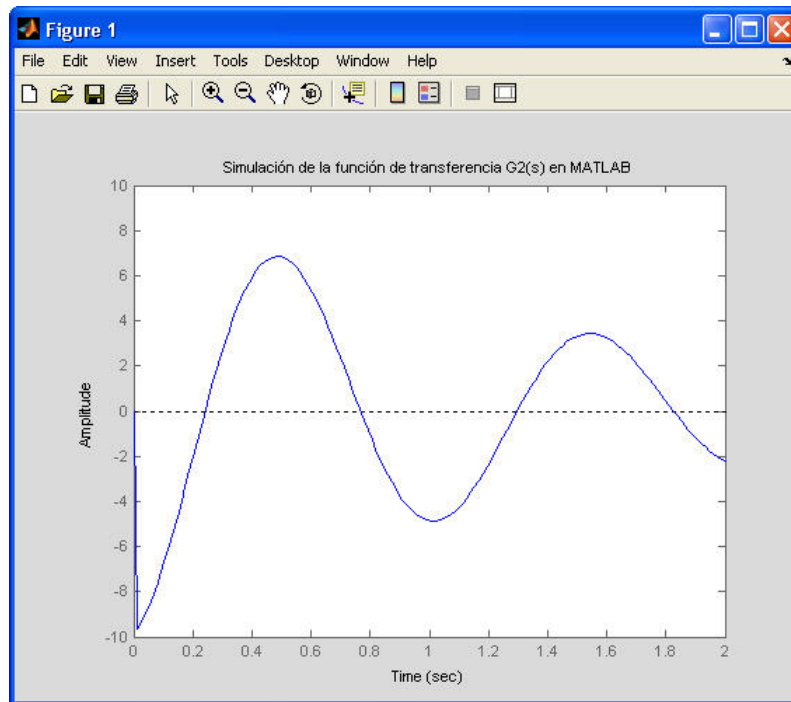 Figure 1
File Edit View Insert Tools Desktop Window Help
Simulación de la función de transferencia G2(s) en MATLAB
10
8
6
4
2
0
-2
-4
-6
-8
-10
Amplitude
0 0.2 0.4 0.6 0.8 1 1.2 1.4 1.6 1.8 2
Time (sec)